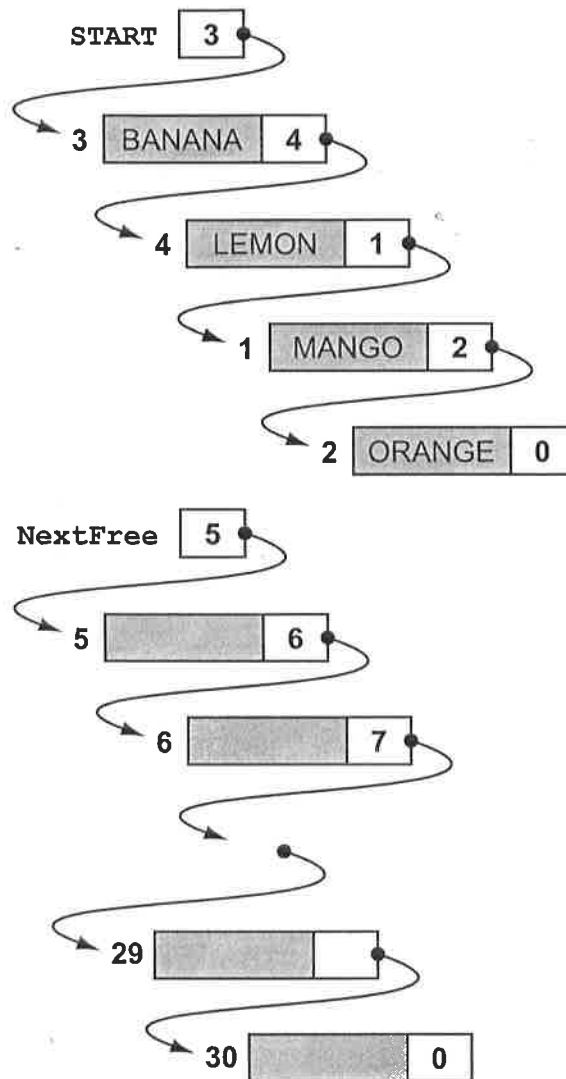 START 3
3 BANANA 4
4 LEMON 1
1 MANGO 2
2 ORANGE 0
NextFree 5
5 6
6 7
29
30 0